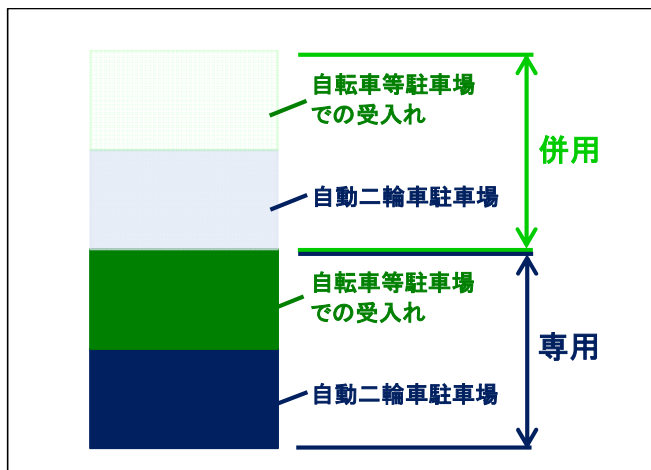 自転車等駐車場
での受入れ
併用
自動二輪車駐車場
自転車等駐車場
での受入れ
専用
自動二輪車駐車場